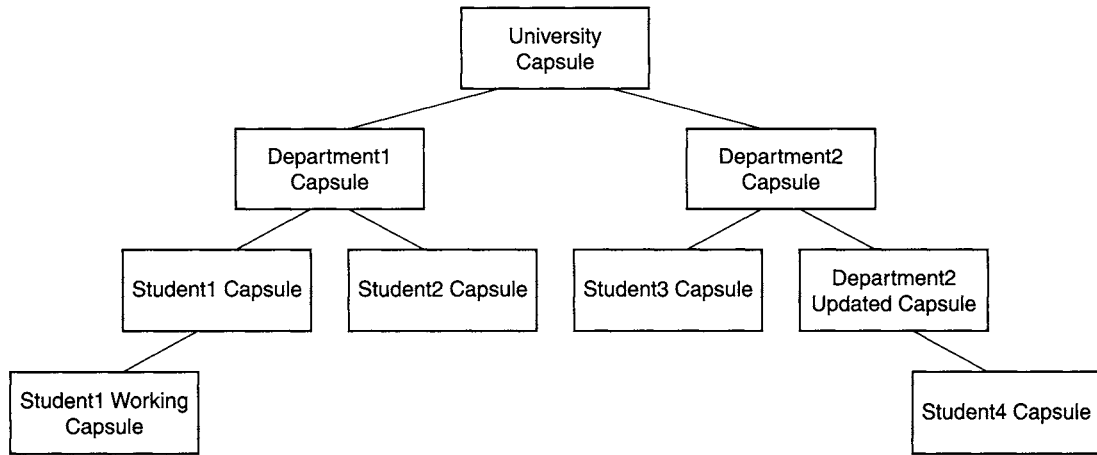 University
Capsule
Department1
Capsule
Department2
Capsule
Student1 Capsule
Student2 Capsule
Student3 Capsule
Department2
Updated Capsule
Student1 Working
Capsule
Student4 Capsule